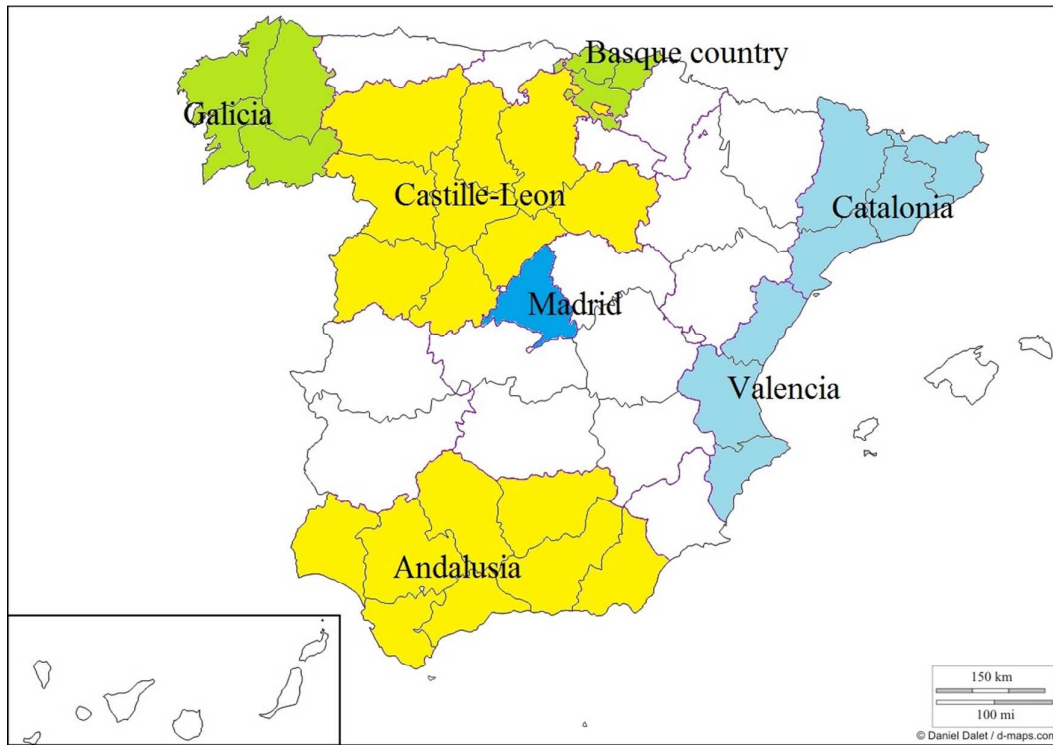 Basque country
Galicia
Castille-Leon
Catalonia
Madrid
Valencia
Andalusia
150 km
100 mi
© Daniel Dalet / d-maps.com